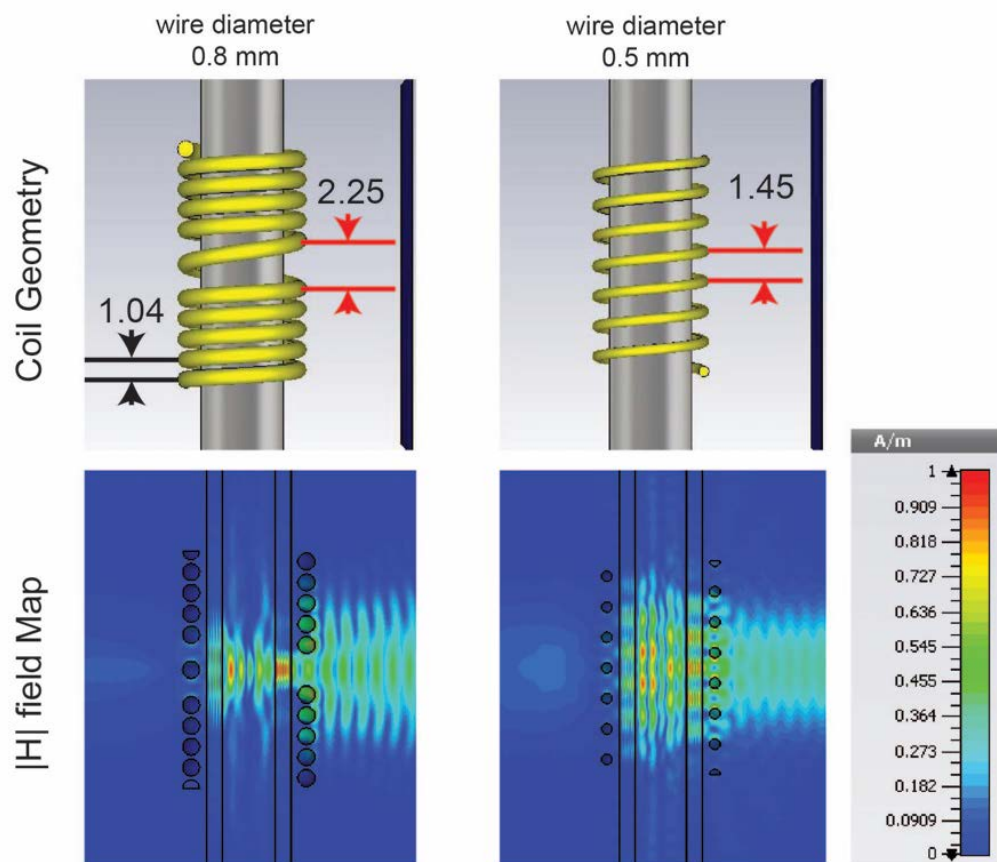 wire diameter
0.8 mm
wire diameter
0.5 mm
Coil Geometry
2.25
1.04
1.45
|H| field Map
A/m
1
0.909
0.818
0.727
0.636
0.545
0.455
0.364
0.273
0.182
0.0909
0